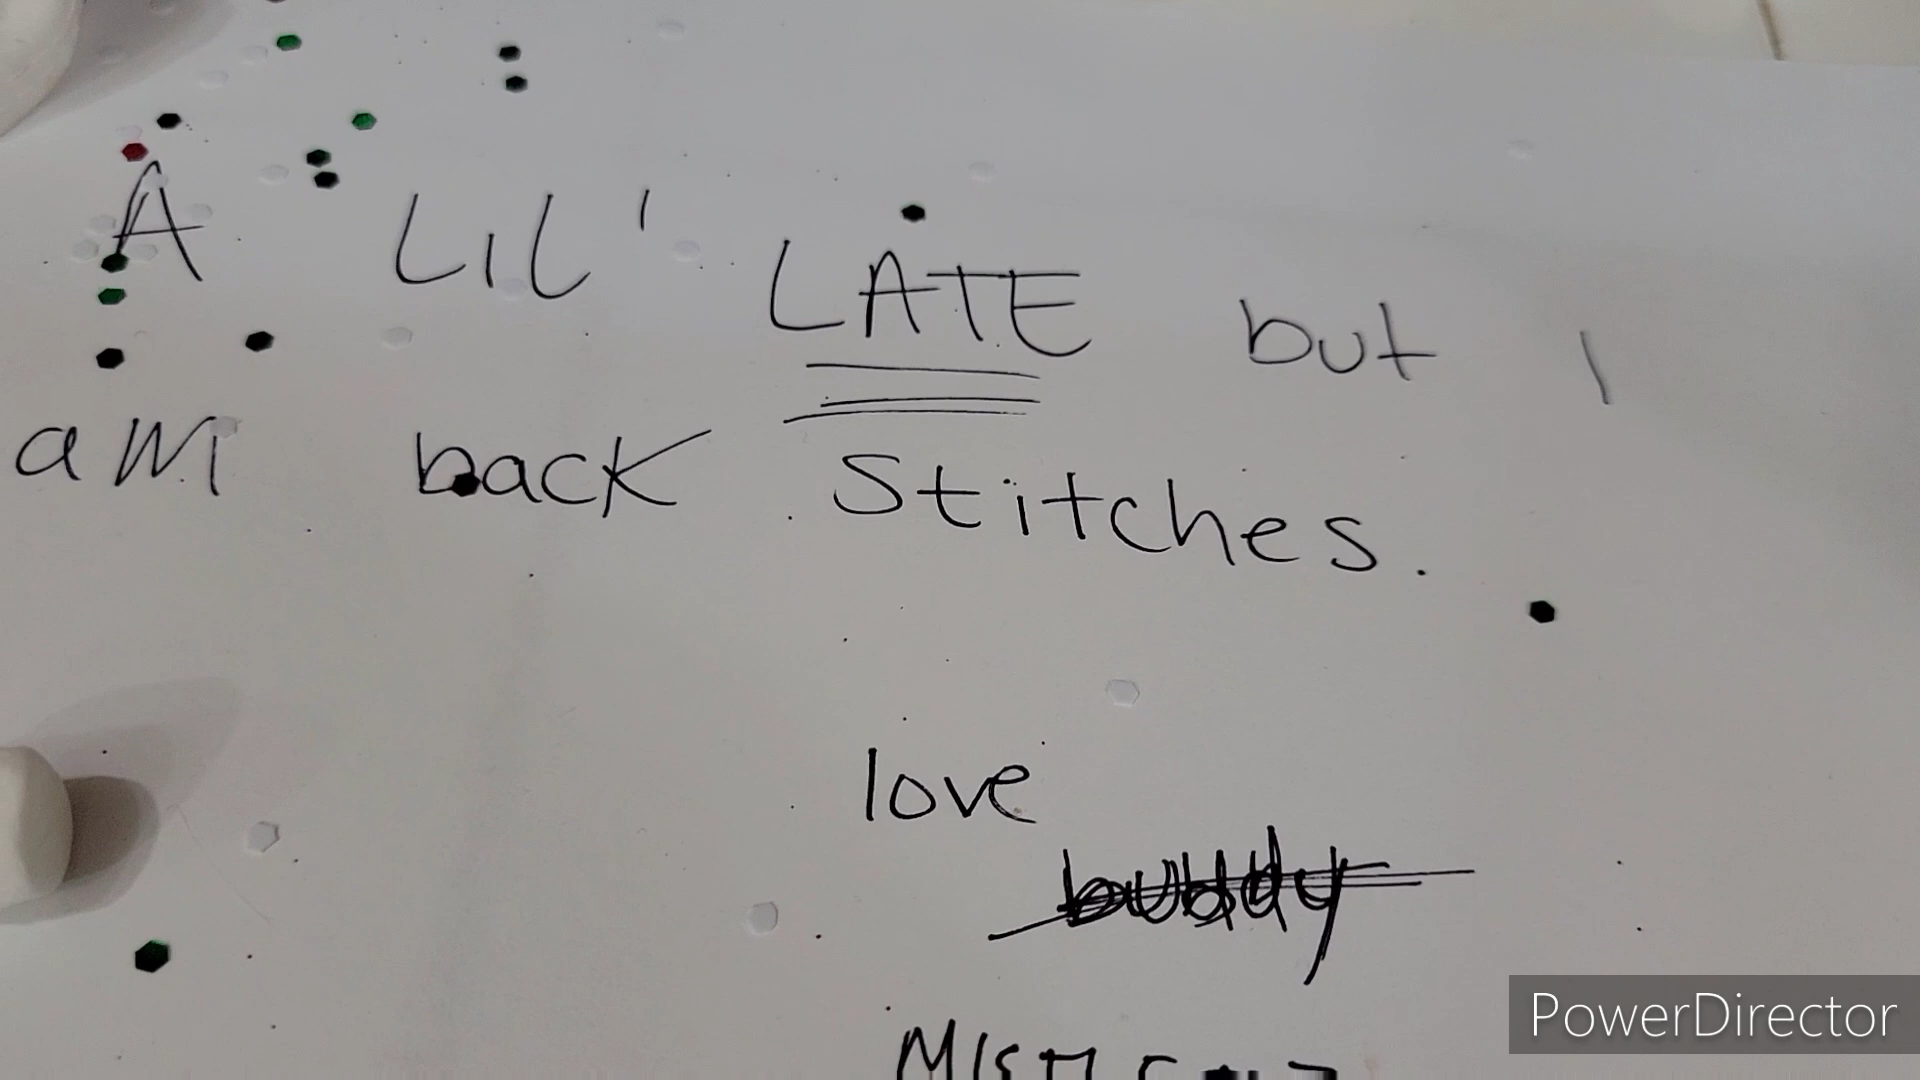 A LIL' LATE but I
aM back Stitches.
love
buddy
PowerDirector